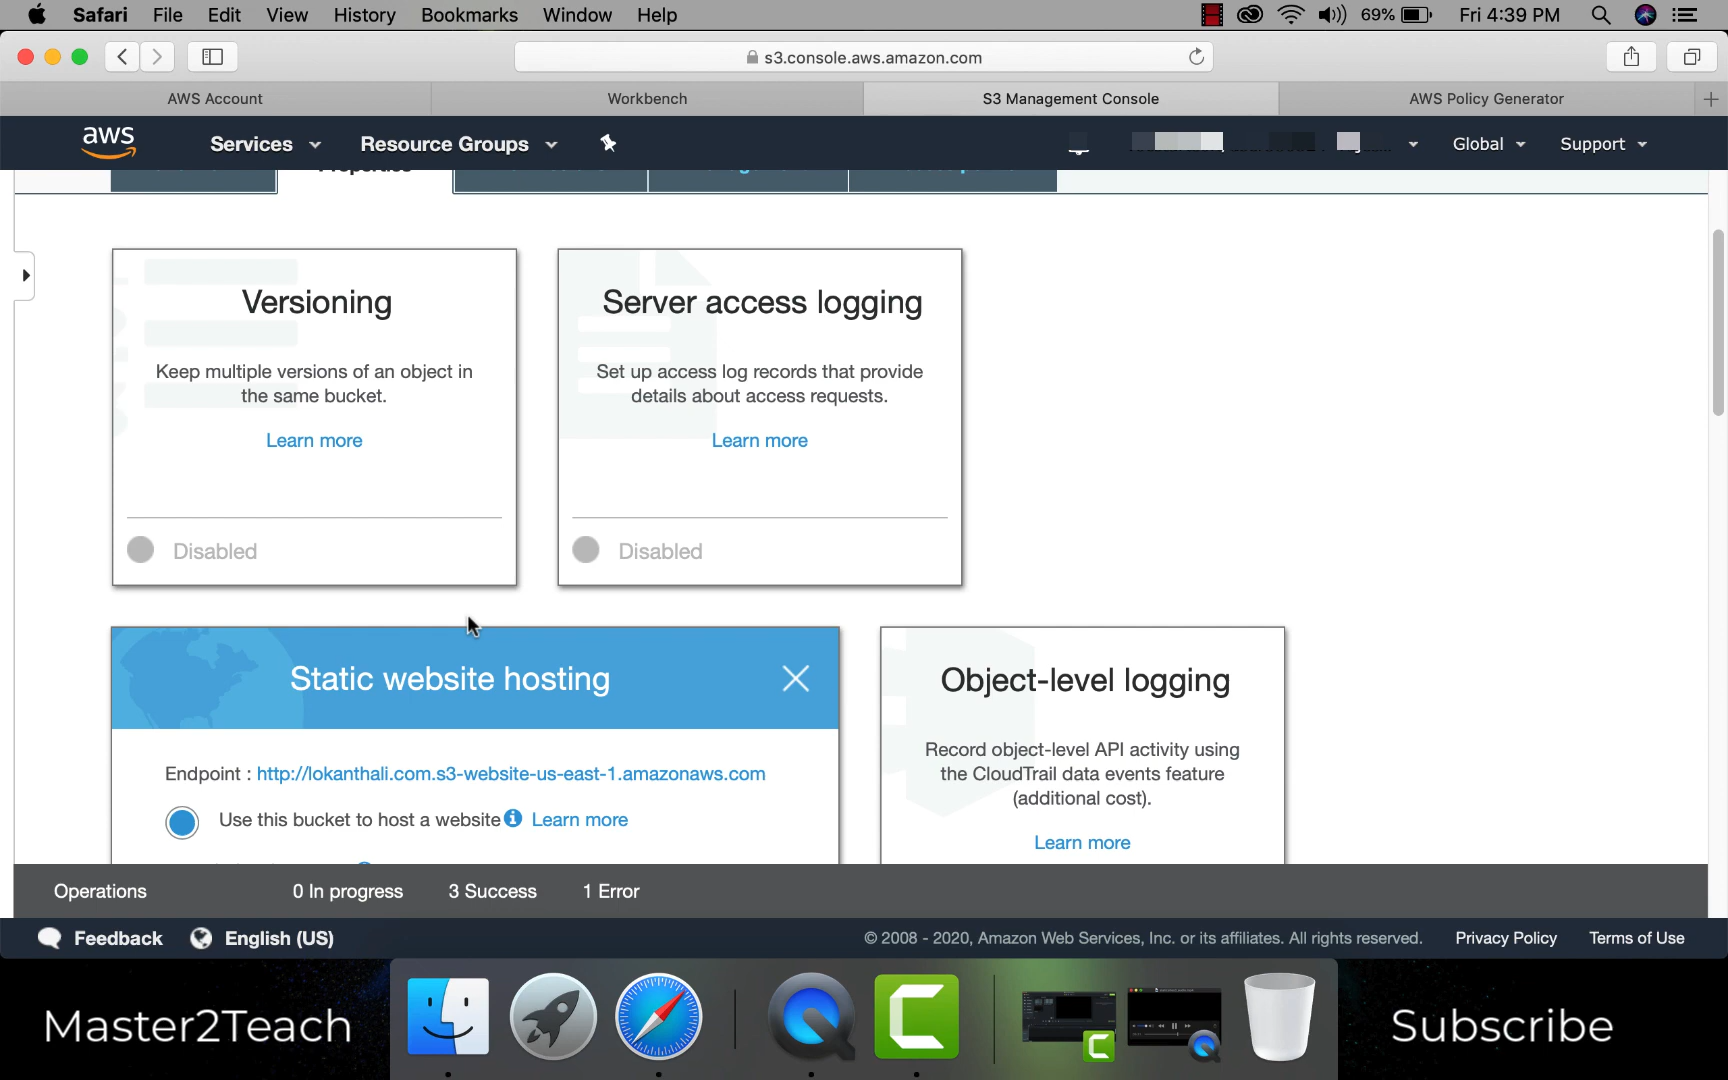 Safari File Edit View History Bookmarks Window Help 69% Fri 4:39 PM
s3.console.aws.amazon.com
AWS Account Workbench S3 Management Console AWS Policy Generator
aws Services Resource Groups Global Support
Properties
Versioning
Keep multiple versions of an object in
the same bucket.
Learn more
Disabled
Server access logging
Set up access log records that provide
details about access requests.
Learn more
Disabled
Static website hosting
Endpoint : http://lokanthali.com.s3-website-us-east-1.amazonaws.com
Use this bucket to host a website Learn more
Object-level logging
Record object-level API activity using
the CloudTrail data events feature
(additional cost).
Learn more
Operations 0 In progress 3 Success 1 Error
Feedback English (US) © 2008 - 2020, Amazon Web Services, Inc. or its affiliates. All rights reserved. Privacy Policy Terms of Use
Master2Teach Subscribe